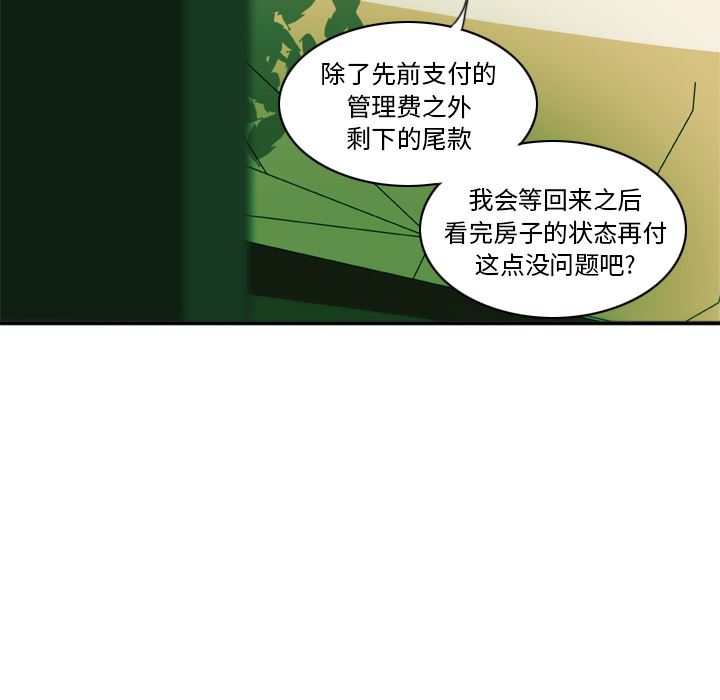 除了先前支付的
管理费之外
剩下的尾款
我会等回来之后
看完房子的状态再付
这点没问题吧?